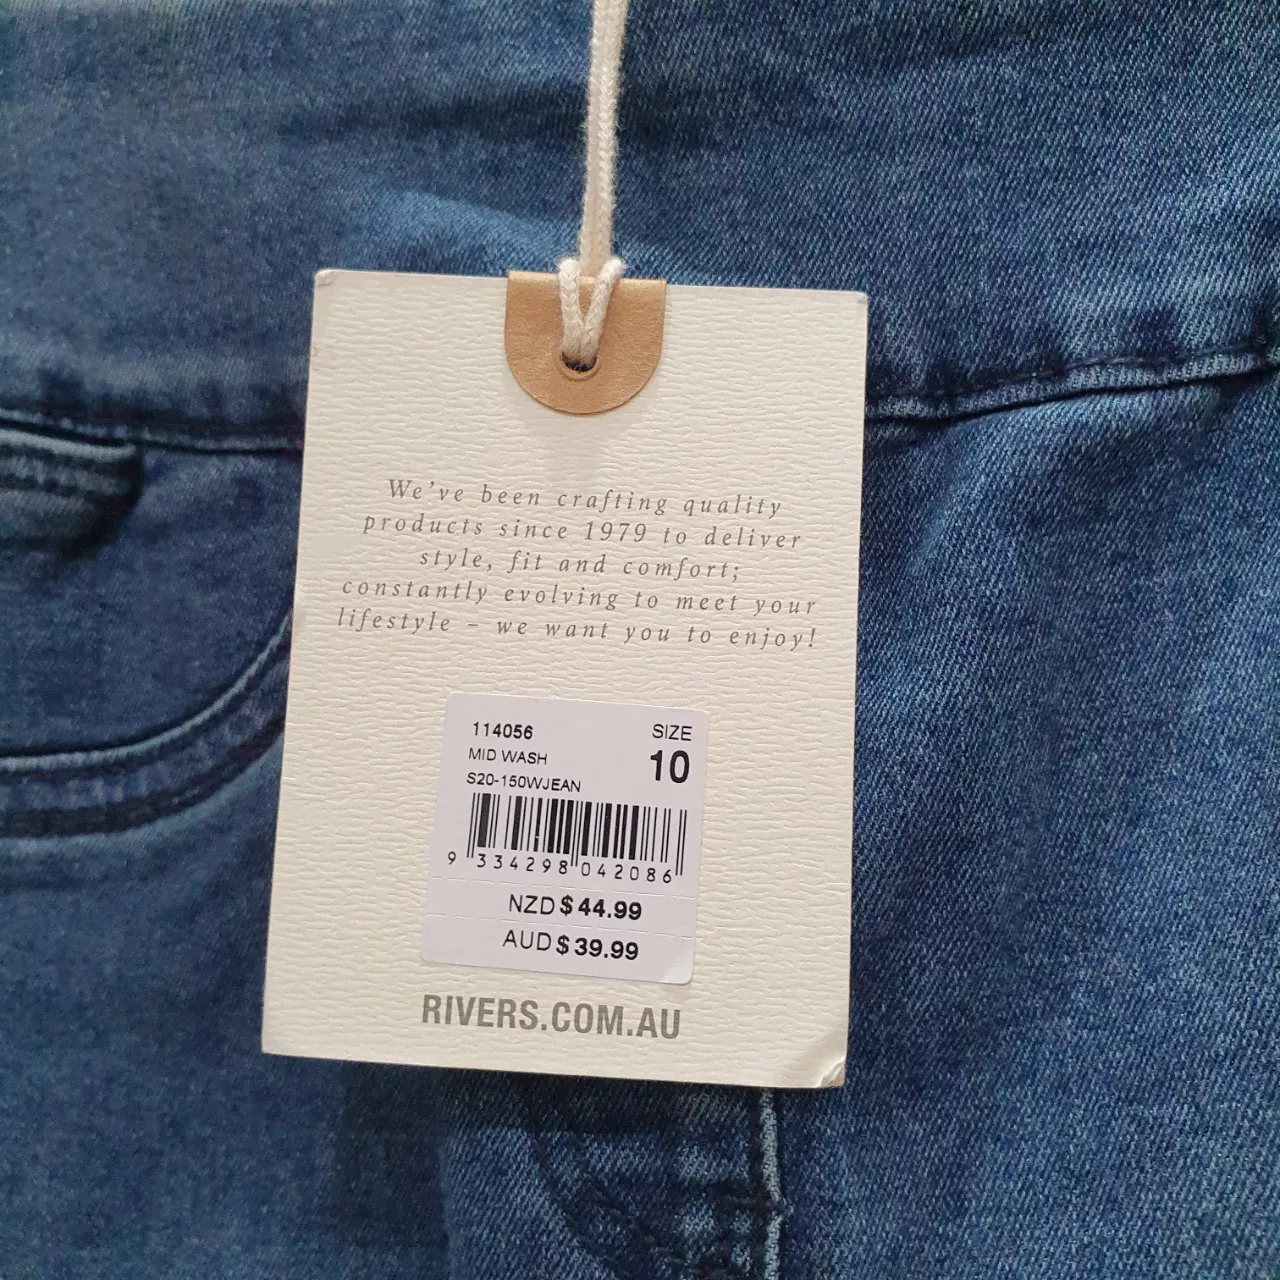 We've been crafting quality
products since 1979 to deliver
style, fit and comfort;
constantly evolving to meet your
lifestyle – we want you to enjoy!
114056
SIZE
MID WASH
10
S20-150WJEAN
9 334298 042086
NZD $44.99
AUD $39.99
RIVERS.COM.AU